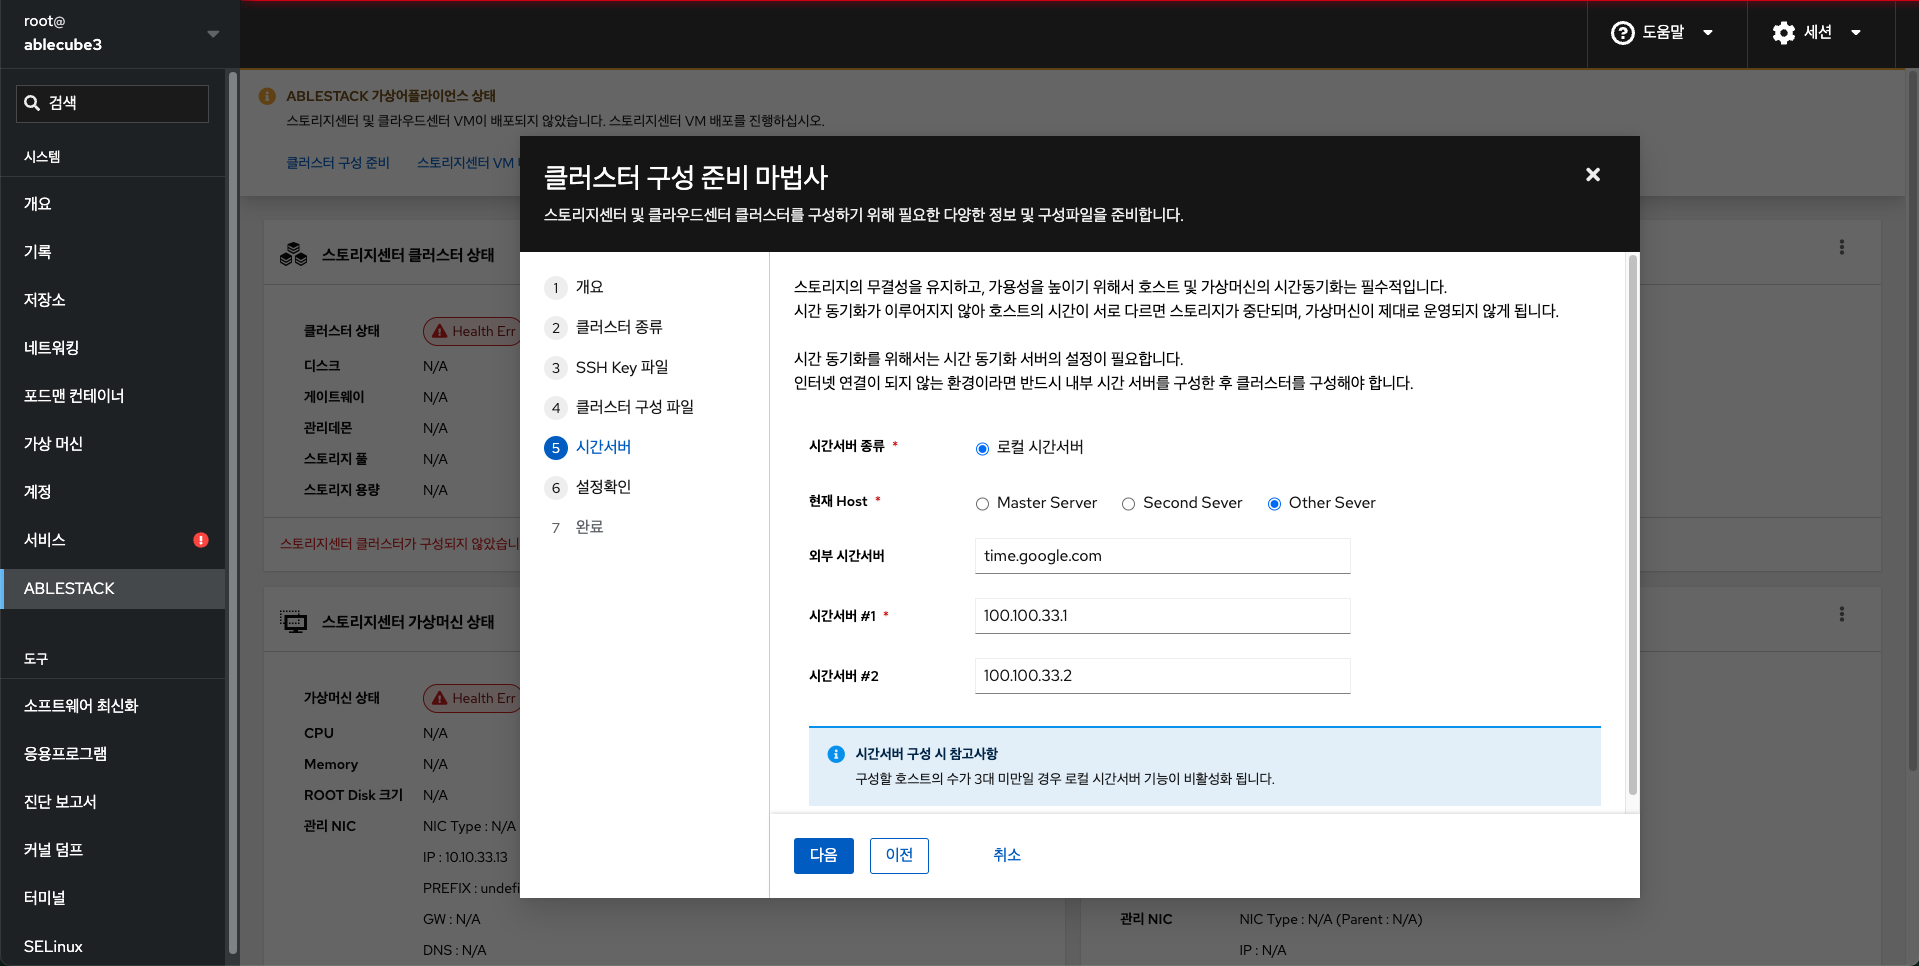 root@
ablecube3
도움말
세션
검색
시스템
개요
기록
저장소
네트워킹
포드맨 컨테이너
가상 머신
계정
서비스
ABLESTACK
도구
소프트웨어 최신화
응용프로그램
진단 보고서
커널 덤프
터미널
SELinux
ABLESTACK 가상어플라이언스 상태
스토리지센터 및 클라우드센터 VM이 배포되지 않았습니다. 스토리지센터 VM 배포를 진행하십시오.
클러스터 구성 준비
스토리지센터 VM
스토리지센터 클러스터 상태
클러스터 상태 Health Err
디스크 N/A
게이트웨이 N/A
관리데몬 N/A
스토리지 풀 N/A
스토리지 용량 N/A
스토리지센터 클러스터가 구성되지 않았습니
스토리지센터 가상머신 상태
가상머신 상태 Health Err
CPU N/A
Memory N/A
ROOT Disk 크기 N/A
관리 NIC NIC Type : N/A
IP : 10.10.33.13
PREFIX : undefi
GW : N/A
DNS : N/A
관리 NIC NIC Type : N/A (Parent : N/A)
IP : N/A
클러스터 구성 준비 마법사
스토리지센터 및 클라우드센터 클러스터를 구성하기 위해 필요한 다양한 정보 및 구성파일을 준비합니다.
1 개요
2 클러스터 종류
3 SSH Key 파일
4 클러스터 구성 파일
5 시간서버
6 설정확인
7 완료
스토리지의 무결성을 유지하고, 가용성을 높이기 위해서 호스트 및 가상머신의 시간동기화는 필수적입니다.
시간 동기화가 이루어지지 않아 호스트의 시간이 서로 다르면 스토리지가 중단되며, 가상머신이 제대로 운영되지 않게 됩니다.
시간 동기화를 위해서는 시간 동기화 서버의 설정이 필요합니다.
인터넷 연결이 되지 않는 환경이라면 반드시 내부 시간 서버를 구성한 후 클러스터를 구성해야 합니다.
시간서버 종류 * 로컬 시간서버
현재 Host * Master Server Second Sever Other Sever
외부 시간서버 time.google.com
시간서버 #1 * 100.100.33.1
시간서버 #2 100.100.33.2
시간서버 구성 시 참고사항
구성할 호스트의 수가 3대 미만일 경우 로컬 시간서버 기능이 비활성화 됩니다.
다음 이전 취소